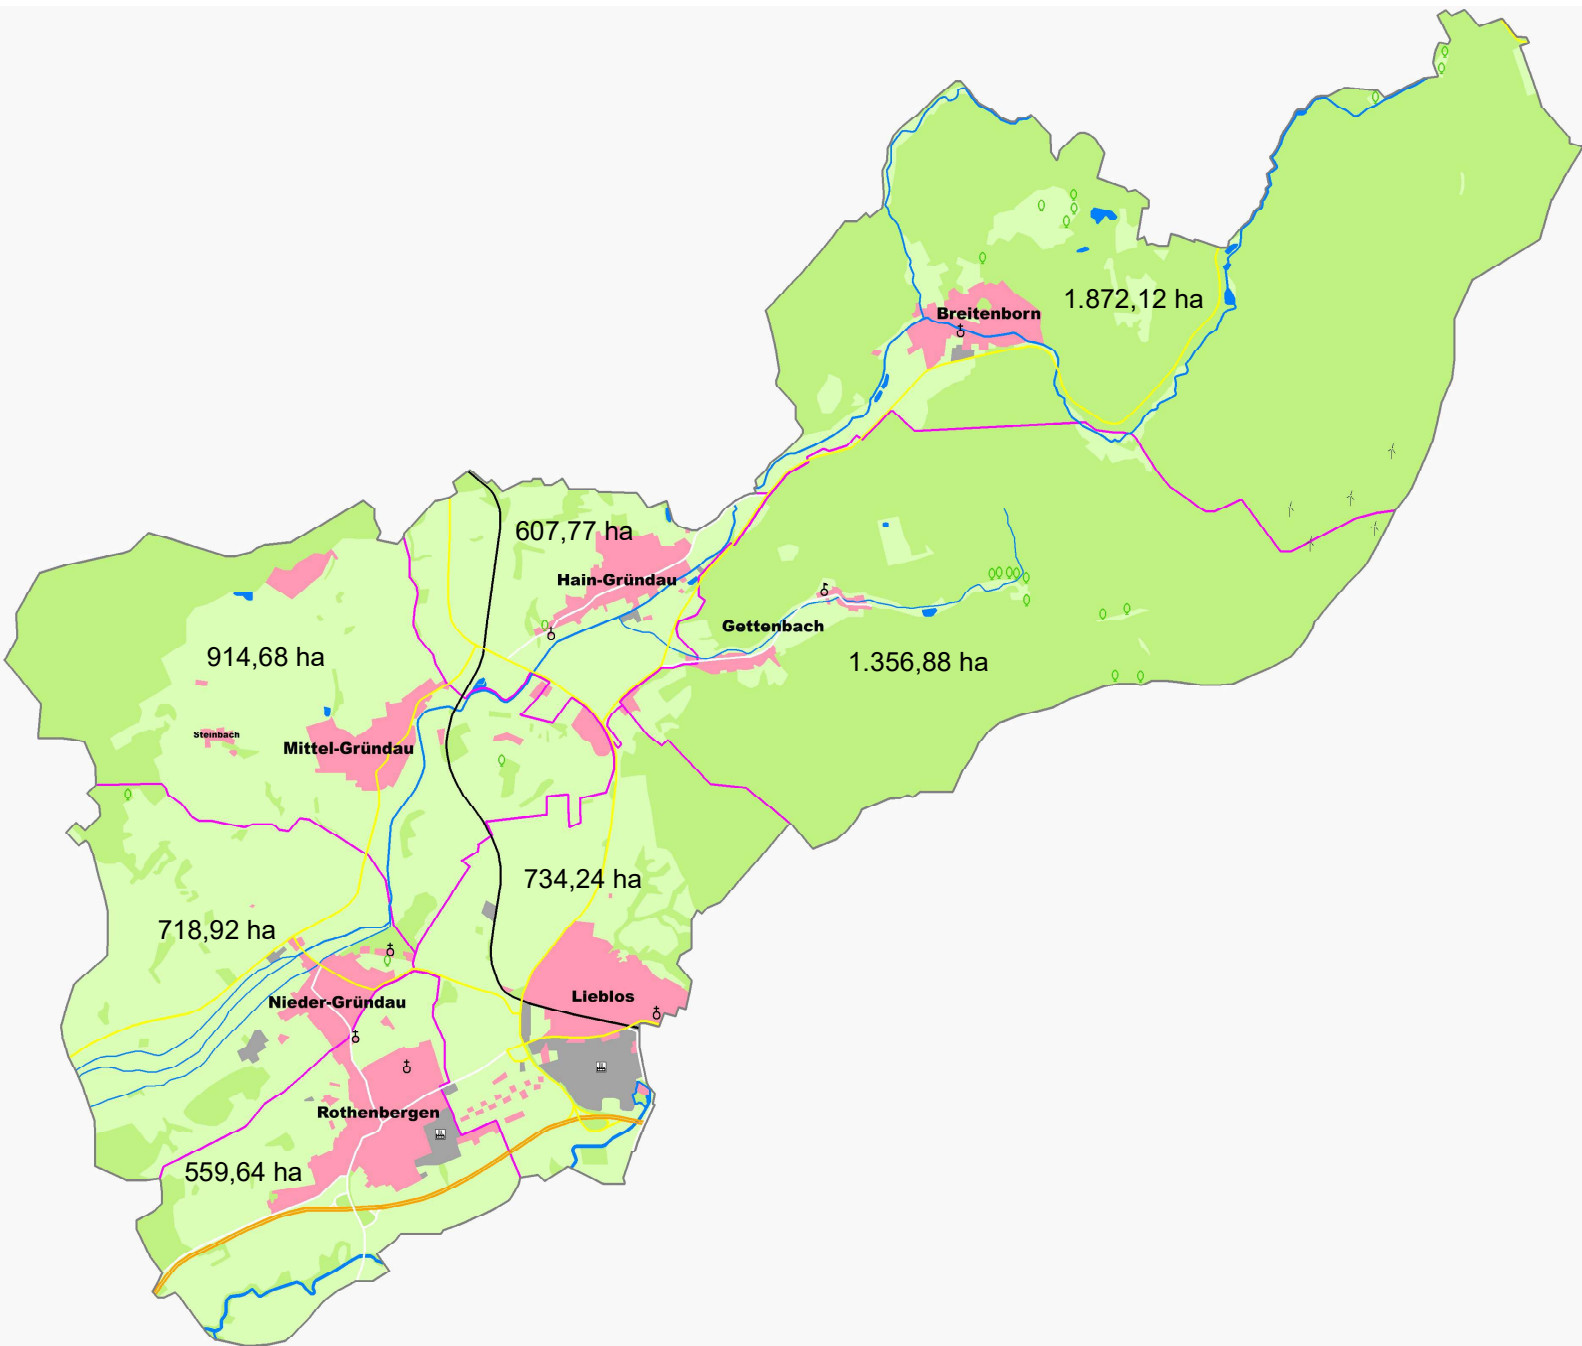 1.872,12 ha
Breitenborn
607,77 ha
Hain-Gründau
Gettenbach
914,68 ha
1.356,88 ha
Steinbach
Mittel-Gründau
734,24 ha
718,92 ha
Nieder-Gründau
Lieblos
Rothenbergen
559,64 ha